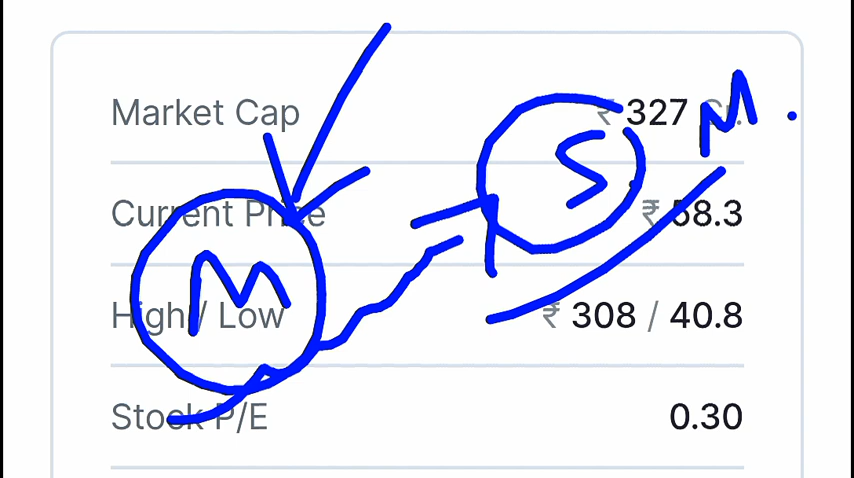 Market Cap ₹ 327 Cr. M.
Current Price ₹ 58.3
S
M
High / Low ₹ 308 / 40.8
Stock P/E 0.30